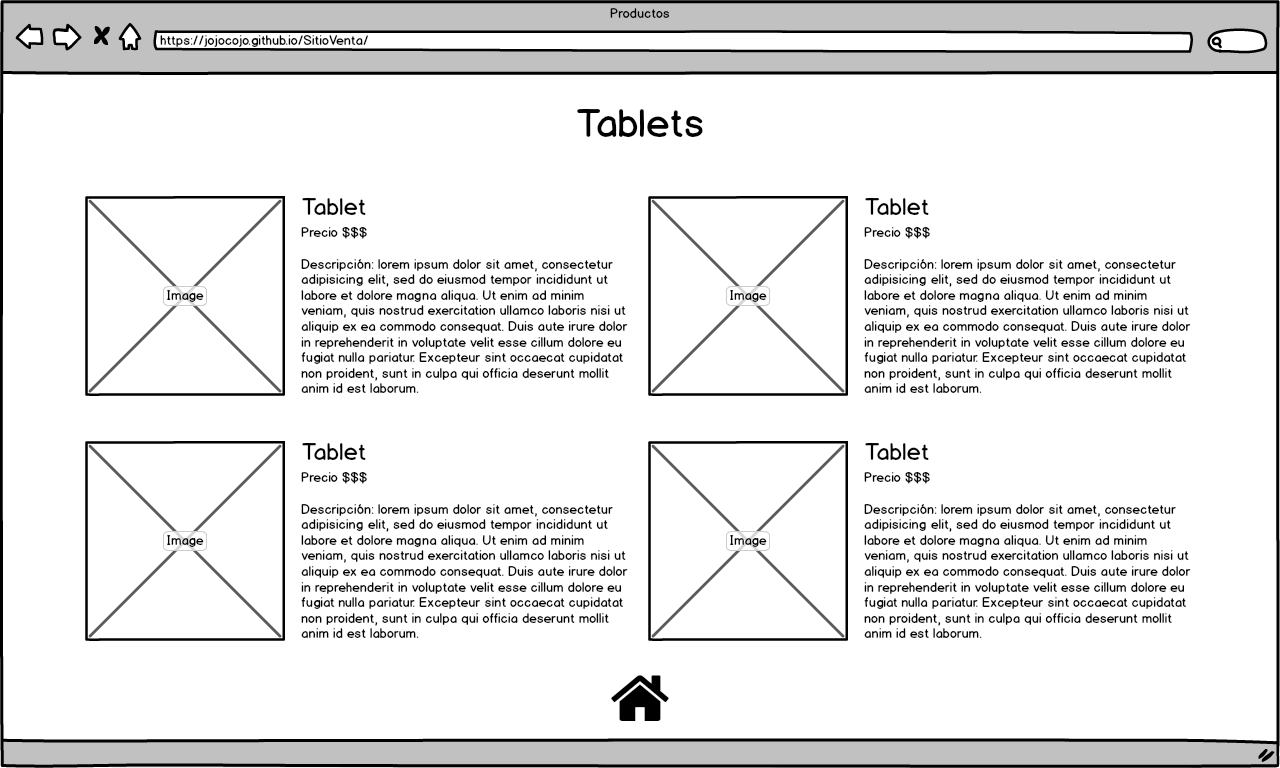 Productos
https://jojocojo.github.io/SitioVenta/
Tablets
Image
Tablet
Precio $$$
Descripción: lorem ipsum dolor sit amet, consectetur
adipisicing elit, sed do eiusmod tempor incididunt ut
labore et dolore magna aliqua. Ut enim ad minim
veniam, quis nostrud exercitation ullamco laboris nisi ut
aliquip ex ea commodo consequat. Duis aute irure dolor
in reprehenderit in voluptate velit esse cillum dolore eu
fugiat nulla pariatur. Excepteur sint occaecat cupidatat
non proident, sunt in culpa qui officia deserunt mollit
anim id est laborum.
Image
Tablet
Precio $$$
Descripción: lorem ipsum dolor sit amet, consectetur
adipisicing elit, sed do eiusmod tempor incididunt ut
labore et dolore magna aliqua. Ut enim ad minim
veniam, quis nostrud exercitation ullamco laboris nisi ut
aliquip ex ea commodo consequat. Duis aute irure dolor
in reprehenderit in voluptate velit esse cillum dolore eu
fugiat nulla pariatur. Excepteur sint occaecat cupidatat
non proident, sunt in culpa qui officia deserunt mollit
anim id est laborum.
Image
Tablet
Precio $$$
Descripción: lorem ipsum dolor sit amet, consectetur
adipisicing elit, sed do eiusmod tempor incididunt ut
labore et dolore magna aliqua. Ut enim ad minim
veniam, quis nostrud exercitation ullamco laboris nisi ut
aliquip ex ea commodo consequat. Duis aute irure dolor
in reprehenderit in voluptate velit esse cillum dolore eu
fugiat nulla pariatur. Excepteur sint occaecat cupidatat
non proident, sunt in culpa qui officia deserunt mollit
anim id est laborum.
Image
Tablet
Precio $$$
Descripción: lorem ipsum dolor sit amet, consectetur
adipisicing elit, sed do eiusmod tempor incididunt ut
labore et dolore magna aliqua. Ut enim ad minim
veniam, quis nostrud exercitation ullamco laboris nisi ut
aliquip ex ea commodo consequat. Duis aute irure dolor
in reprehenderit in voluptate velit esse cillum dolore eu
fugiat nulla pariatur. Excepteur sint occaecat cupidatat
non proident, sunt in culpa qui officia deserunt mollit
anim id est laborum.